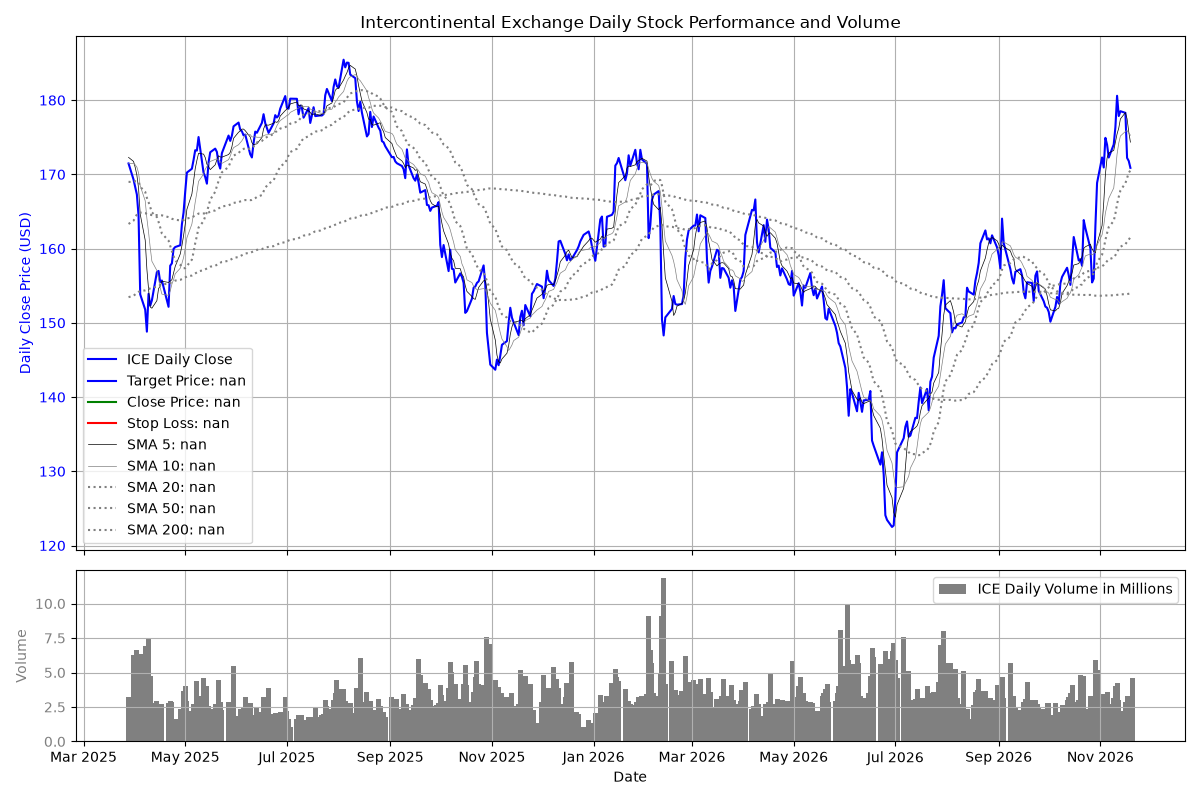 Intercontinental Exchange Daily Stock Performance and Volume
Daily Close Price (USD)
180
170
160
150
140
130
120
ICE Daily Close
Target Price: nan
Close Price: nan
Stop Loss: nan
SMA 5: nan
SMA 10: nan
SMA 20: nan
SMA 50: nan
SMA 200: nan
Volume
10.0
7.5
5.0
2.5
0.0
ICE Daily Volume in Millions
Mar 2025 May 2025 Jul 2025 Sep 2025 Nov 2025 Jan 2026 Mar 2026 May 2026 Jul 2026 Sep 2026 Nov 2026
Date